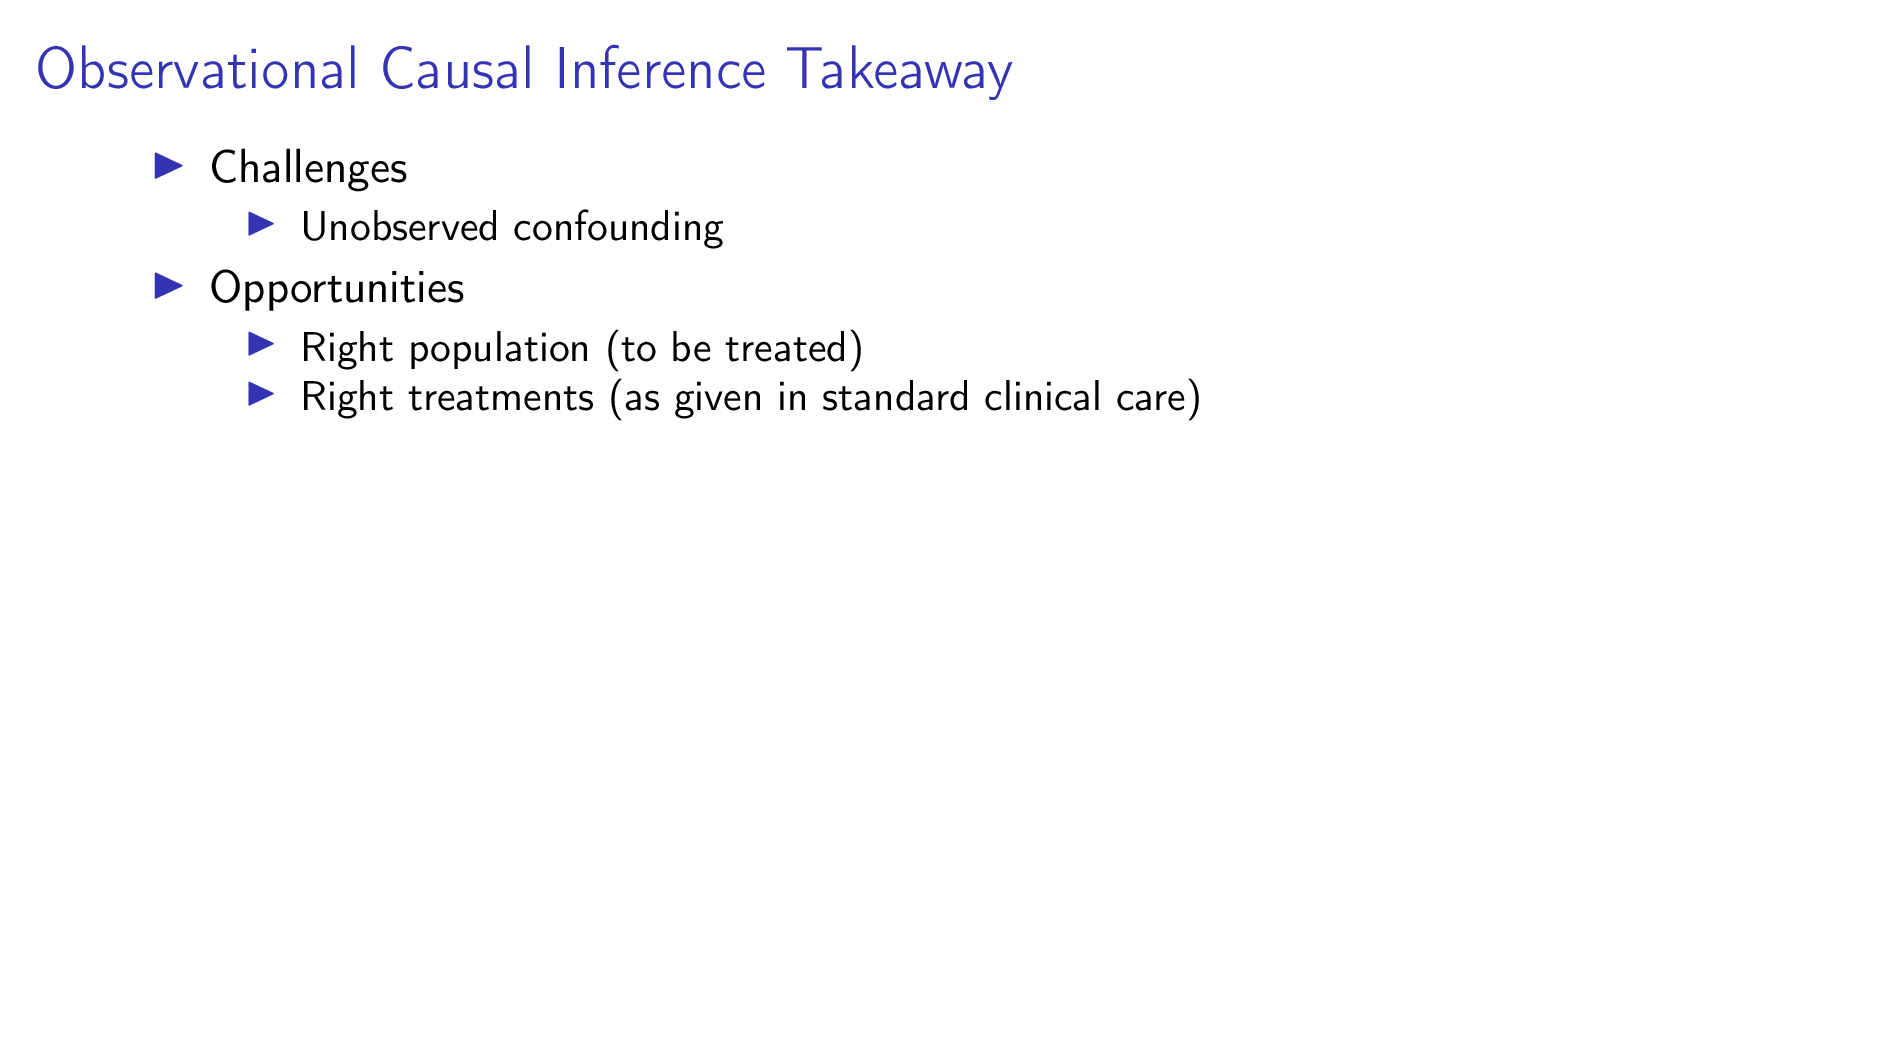 Observational Causal Inference Takeaway
▶ Challenges
▶ Unobserved confounding
▶ Opportunities
▶ Right population (to be treated)
▶ Right treatments (as given in standard clinical care)